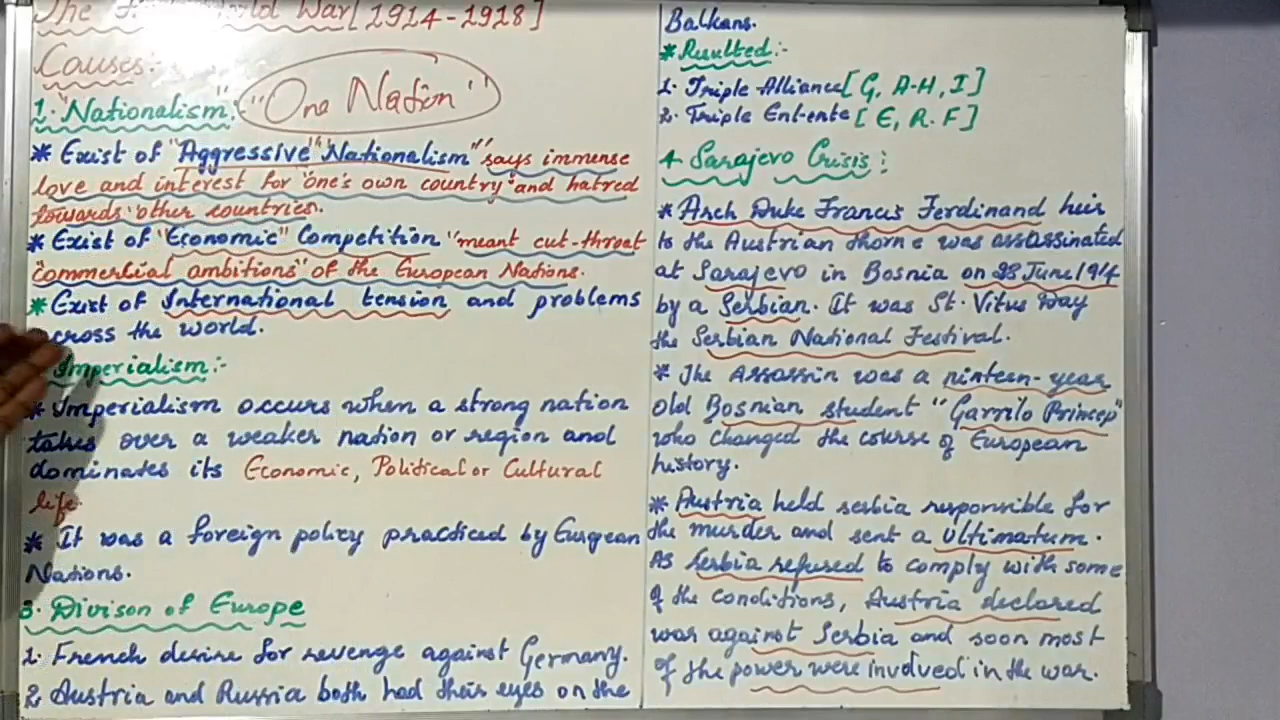 The First World War [1914-1918]
Causes:
1. "Nationalism": "One Nation"
* Exist of "Aggressive" "Nationalism" "says immense
love and interest for "one's own country" and hatred
towards other countries.
* Exist of "Economic" Competition "meant cut-throat
commercial ambitions" of the European Nations.
* Exist of International tension and problems
cross the world.
Imperialism:-
* Imperialism occurs when a strong nation
takes over a weaker nation or region and
dominates its Economic, Political or Cultural
life.
* It was a foreign policy practiced by European
Nations.
3. Divison of Europe
1. French desire for revenge against Germany.
2. Austria and Russia both had their eyes on the
Balkans.
* Resulted:-
1. Triple Alliance [G, A-H, I]
2. Triple Entente [E, R. F]
4. Sarajevo Crisis:
* Arch Duke Francis Ferdinand heir
to the Austrian thorne was assassinated
at Sarajevo in Bosnia on 28 June 1914
by a Serbian. It was St. Vitus Day
the Serbian National Festival.
* The Assassin was a ninteen-year
old Bosnian student "Garrilo Princep"
who changed the course of European
history.
* Austria held serbia responsible for
the murder and sent a Ultimatum.
As Serbia refused to comply with some
of the conditions, Austria declared
war against Serbia and soon most
of the power were involved in the war.